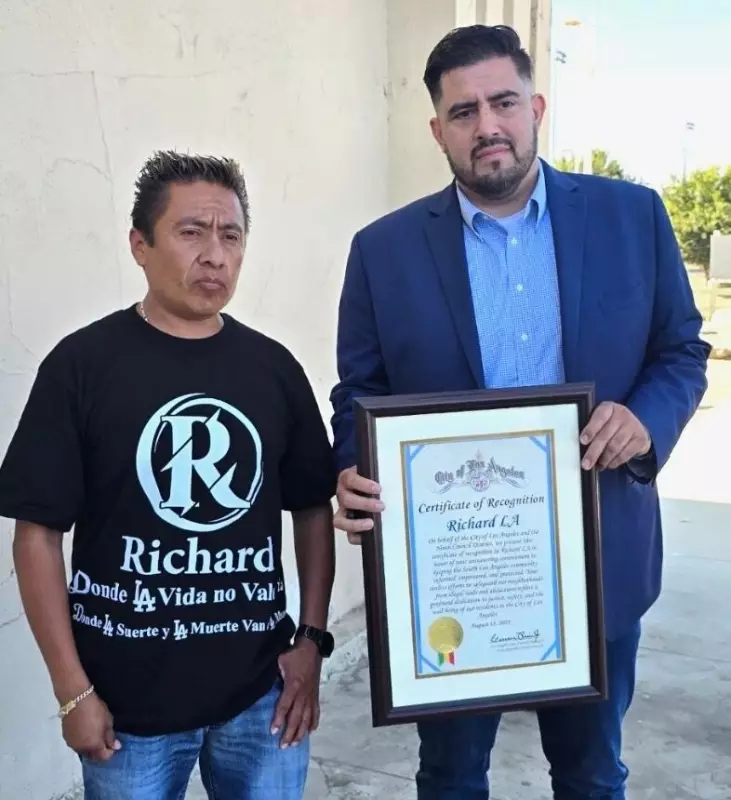 R
Richard
Donde LA Vida no Vale
Donde LA Suerte y LA Muerte Van
City of Los Angeles
Certificate of Recognition
Richard LA
On behalf of the City of Los Angeles and the
Ninth Council District, we present this
certificate of recognition to Richard LA in
honor of your unwavering commitment to
keeping the South Los Angeles community
informed, empowered, and protected. Your
tireless efforts to safeguard our neighborhoods
from illegal raids and abductions reflect a
profound dedication to justice, safety, and the
well-being of our residents in the City of Los
Angeles.
August 13, 2025